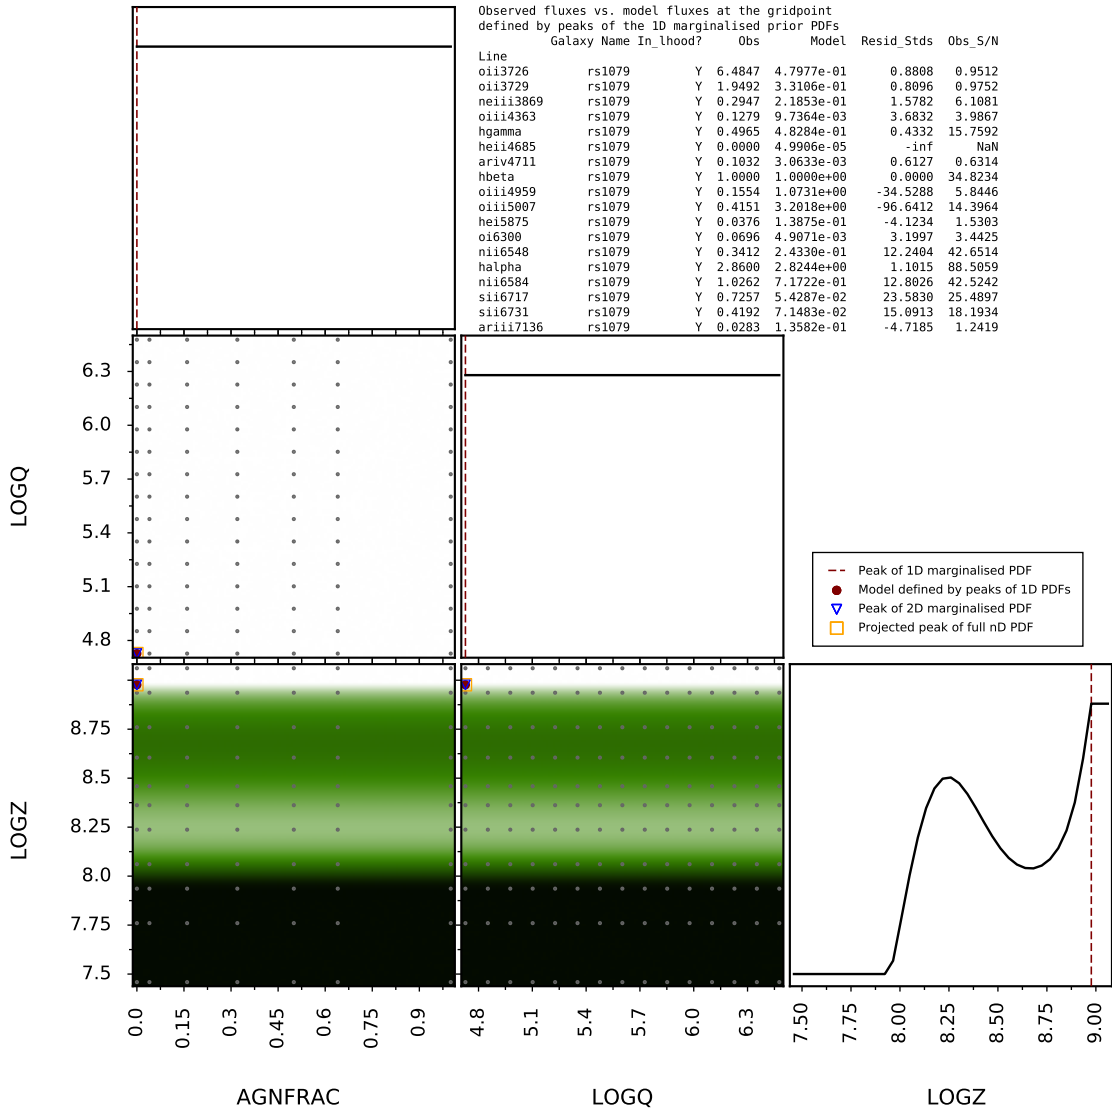 Observed fluxes vs. model fluxes at the gridpoint
defined by peaks of the 1D marginalised prior PDFs
Galaxy Name In_lhood? Obs Model Resid_Stds Obs_S/N
Line
oii3726 rs1079 Y 6.4847 4.7977e-01 0.8808 0.9512
oii3729 rs1079 Y 1.9492 3.3106e-01 0.8096 0.9752
neiii3869 rs1079 Y 0.2947 2.1853e-01 1.5782 6.1081
oiii4363 rs1079 Y 0.1279 9.7364e-03 3.6832 3.9867
hgamma rs1079 Y 0.4965 4.8284e-01 0.4332 15.7592
heii4685 rs1079 Y 0.0000 4.9906e-05 -inf NaN
ariv4711 rs1079 Y 0.1032 3.0633e-03 0.6127 0.6314
hbeta rs1079 Y 1.0000 1.0000e+00 0.0000 34.8234
oiii4959 rs1079 Y 0.1554 1.0731e+00 -34.5288 5.8446
oiii5007 rs1079 Y 0.4151 3.2018e+00 -96.6412 14.3964
hei5875 rs1079 Y 0.0376 1.3875e-01 -4.1234 1.5303
oi6300 rs1079 Y 0.0696 4.9071e-03 3.1997 3.4425
nii6548 rs1079 Y 0.3412 2.4330e-01 12.2404 42.6514
halpha rs1079 Y 2.8600 2.8244e+00 1.1015 88.5059
nii6584 rs1079 Y 1.0262 7.1722e-01 12.8026 42.5242
sii6717 rs1079 Y 0.7257 5.4287e-02 23.5830 25.4897
sii6731 rs1079 Y 0.4192 7.1483e-02 15.0913 18.1934
ariii7136 rs1079 Y 0.0283 1.3582e-01 -4.7185 1.2419
LOGQ
6.3
6.0
5.7
5.4
5.1
4.8
Peak of 1D marginalised PDF
Model defined by peaks of 1D PDFs
Peak of 2D marginalised PDF
Projected peak of full nD PDF
LOGZ
8.75
8.5
8.25
8.0
7.75
7.5
0.0 0.15 0.3 0.45 0.6 0.75 0.9
4.8 5.1 5.4 5.7 6.0 6.3
7.50 7.75 8.00 8.25 8.50 8.75 9.00
AGNFRAC LOGQ LOGZ